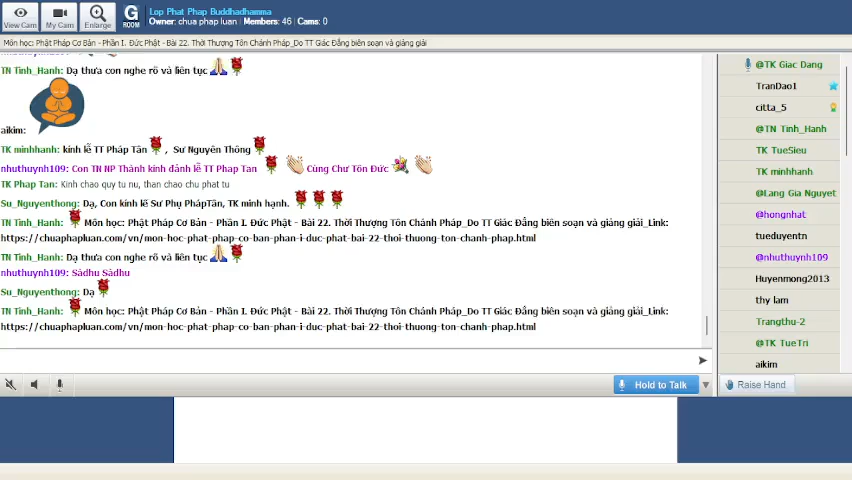 View Cam
My Cam
Enlarge
G
ROOM
Lop Phat Phap Buddhadhamma
Owner: chua phap luan Members: 46 Cams: 0
Môn học: Phật Pháp Cơ Bản - Phần I. Đức Phật - Bài 22. Thời Thượng Tôn Chánh Pháp_Do TT Giác Đẳng biên soạn và giảng giải
TN Tinh_Hanh: Dạ thưa con nghe rõ và liên tục
aikim:
TK minhhanh: kính lễ TT Pháp Tân , Sư Nguyên Thông
nhuthuynh109: Con TN NP Thành kính đảnh lễ TT Phap Tan Cùng Chư Tôn Đức
TK Phap Tan: Kinh chao quy tu nu, than chao chu phat tu
Su_Nguyenthong: Dạ, Con kính lễ Sư Phụ PhápTân, TK minh hạnh.
TN Tinh_Hanh: Môn học: Phật Pháp Cơ Bản - Phần I. Đức Phật - Bài 22. Thời Thượng Tôn Chánh Pháp_Do TT Giác Đẳng biên soạn và giảng giải_Link:
https://chuaphapluan.com/vn/mon-hoc-phat-phap-co-ban-phan-i-duc-phat-bai-22-thoi-thuong-ton-chanh-phap.html
TN Tinh_Hanh: Dạ thưa con nghe rõ và liên tục
nhuthuynh109: Sàdhu Sàdhu
Su_Nguyenthong: Dạ
TN Tinh_Hanh: Môn học: Phật Pháp Cơ Bản - Phần I. Đức Phật - Bài 22. Thời Thượng Tôn Chánh Pháp_Do TT Giác Đẳng biên soạn và giảng giải_Link:
https://chuaphapluan.com/vn/mon-hoc-phat-phap-co-ban-phan-i-duc-phat-bai-22-thoi-thuong-ton-chanh-phap.html
@TK Giac Dang
TranDao1
citta_5
@TN Tinh_Hanh
TK TueSieu
TK minhhanh
@Lang Gia Nguyet
@hongnhat
tueduyentn
@nhuthuynh109
Huyenmong2013
thy lam
Trangthu-2
@TK TueTri
aikim
Hold to Talk
Raise Hand